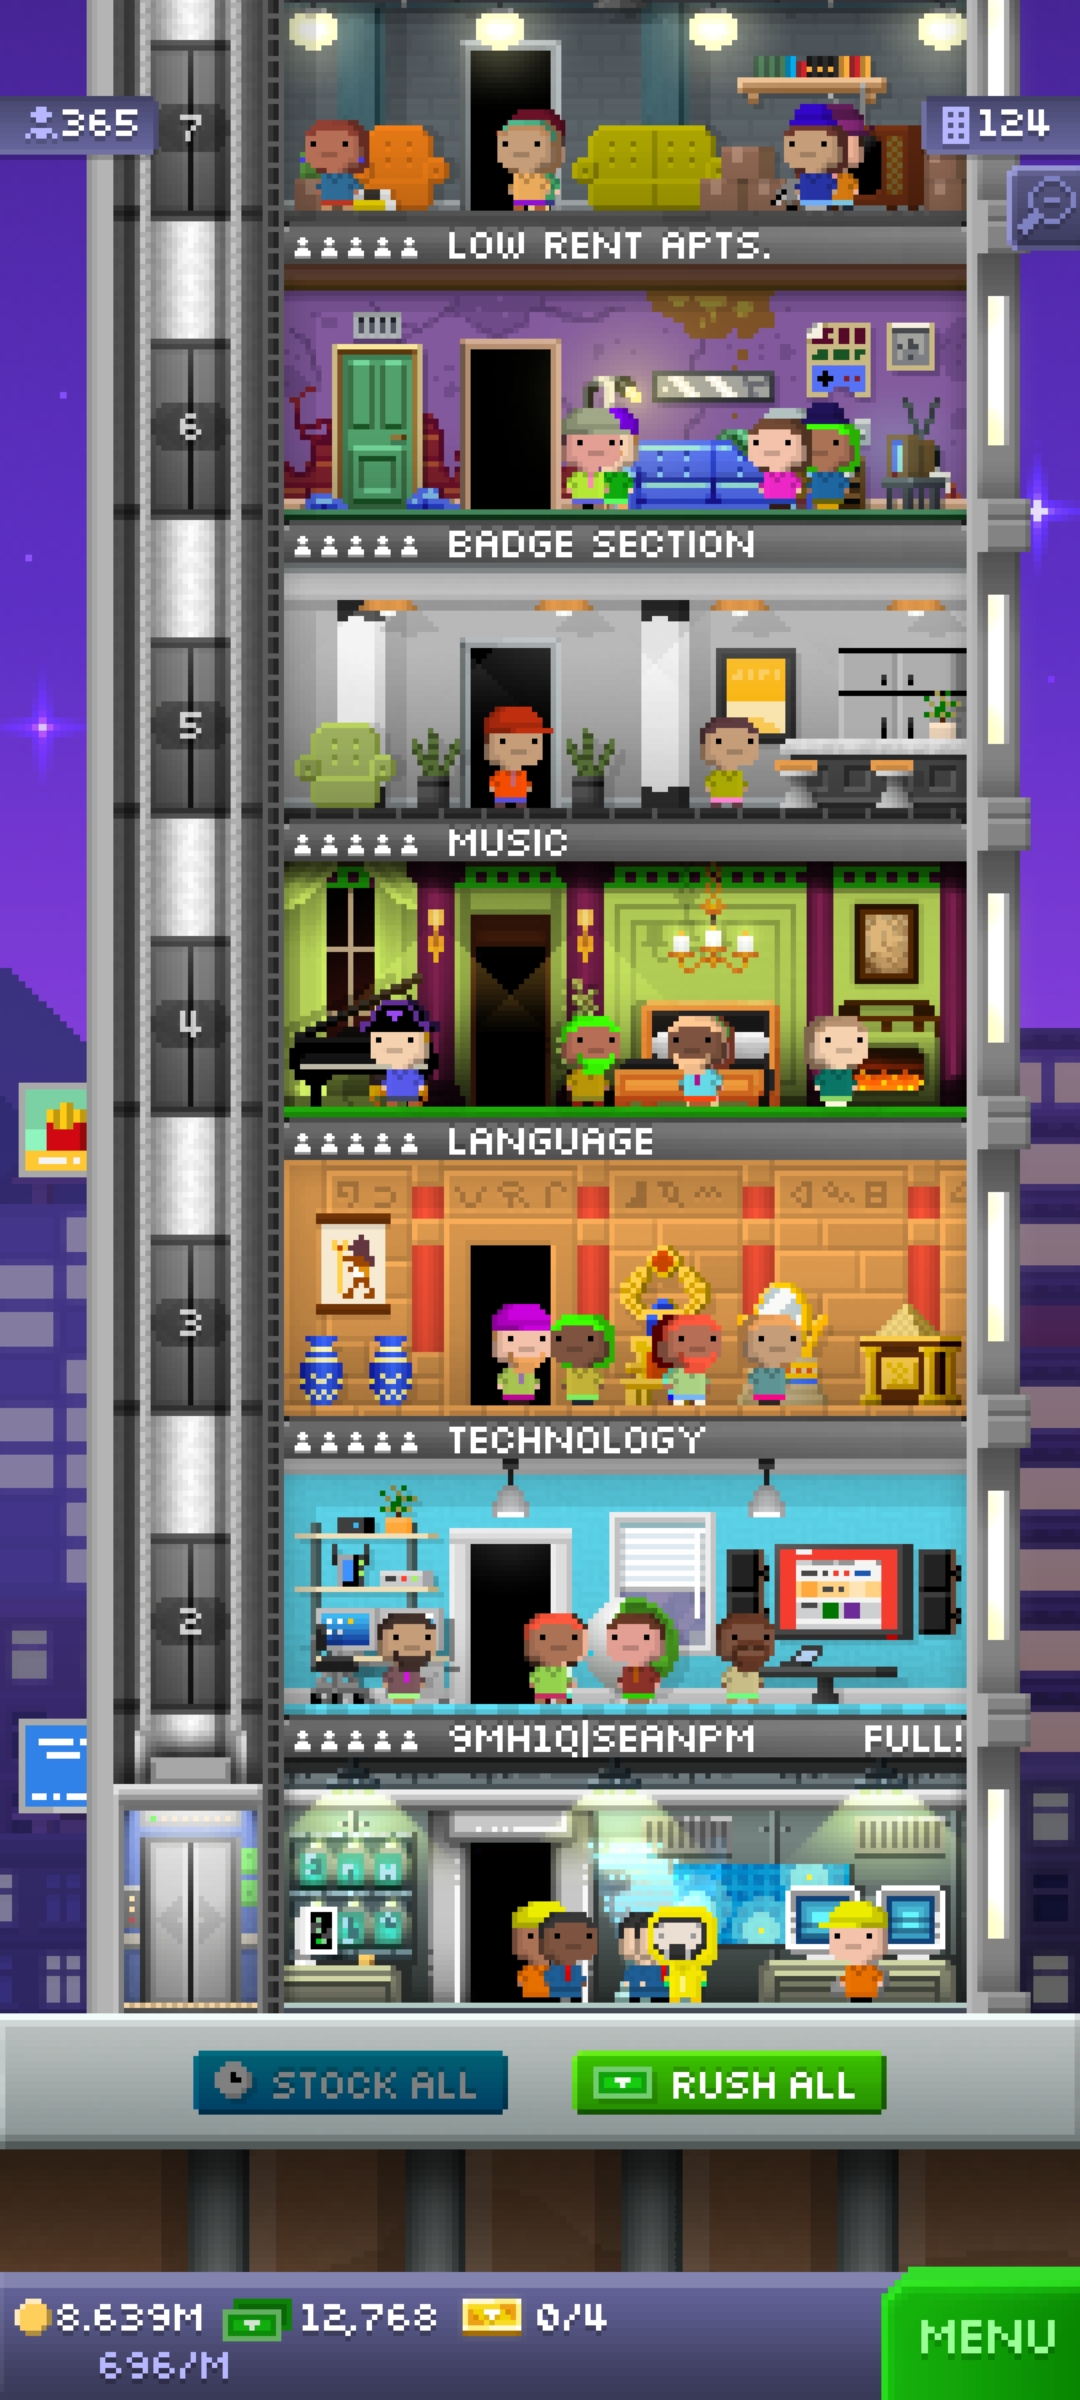 365
7
124
LOW RENT APTS.
6
BADGE SECTION
5
MUSIC
4
LANGUAGE
3
TECHNOLOGY
2
9MH1Q|SEANPM FULL!
STOCK ALL
RUSH ALL
8.639M 12,768 0/4
696/M
MENU